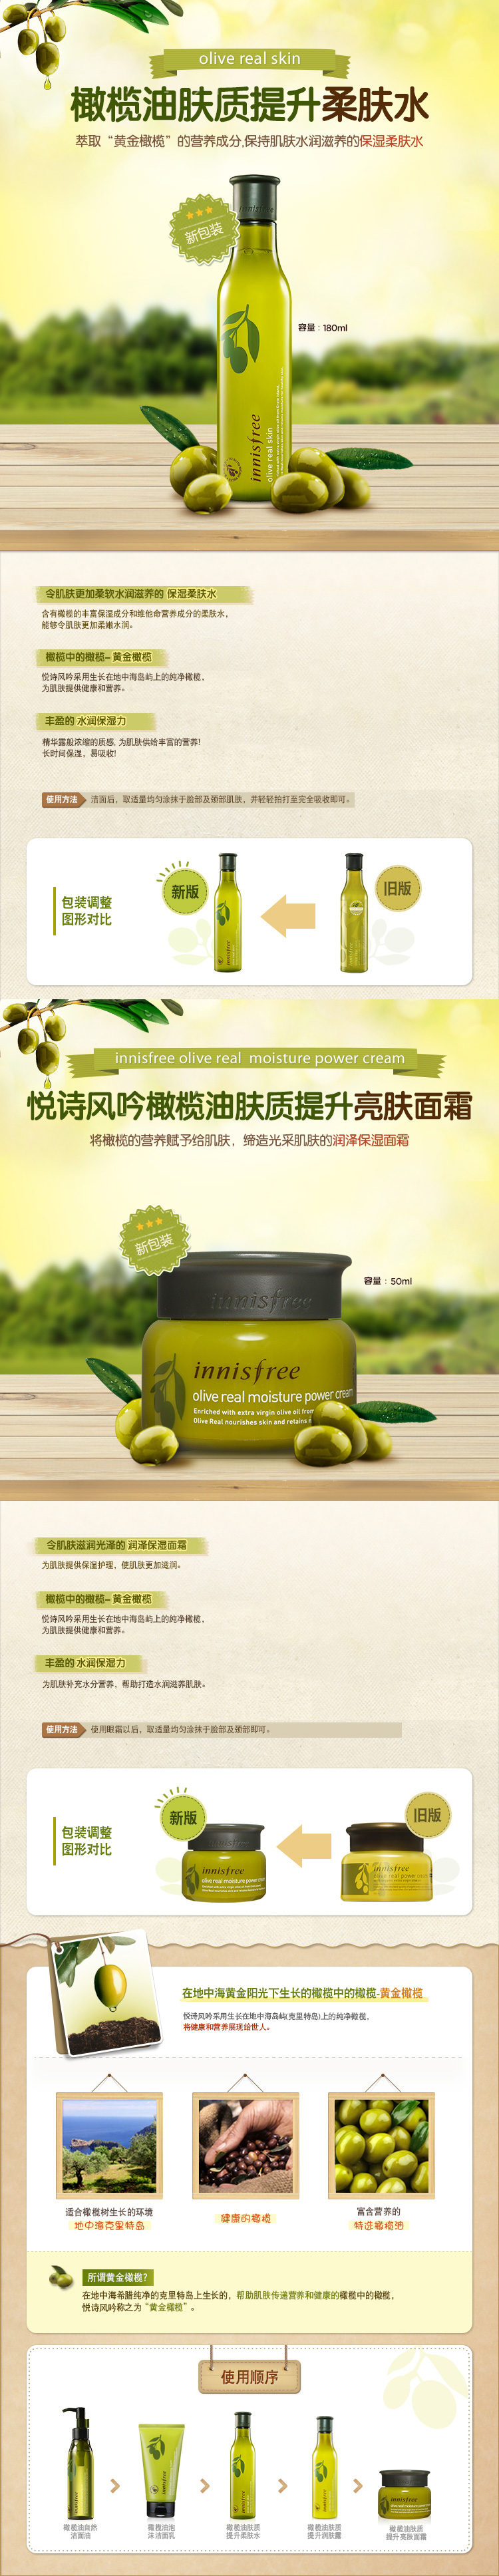 olive real skin
橄榄油肤质提升柔肤水
萃取“黄金橄榄”的营养成分,保持肌肤水润滋养的保湿柔肤水
innisfree
新包装
容量：180ml
innisfree
olive real skin
令肌肤更加柔软水润滋养的 保湿柔肤水
含有橄榄的丰富保湿成分和维他命营养成分的柔肤水，
能够令肌肤更加柔嫩水润。
橄榄中的橄榄-黄金橄榄
悦诗风吟采用生长在地中海岛屿上的纯净橄榄，
为肌肤提供健康和营养。
丰盈的 水润保湿力
精华露般浓缩的质感, 为肌肤供给丰富的营养!
长时间保湿，易吸收!
使用方法 洁面后，取适量均匀涂抹于脸部及颈部肌肤，并轻轻拍打至完全吸收即可。
包装调整
图形对比
新版
旧版
innisfree olive real moisture power cream
悦诗风吟橄榄油肤质提升亮肤面霜
将橄榄的营养赋予给肌肤，缔造光采肌肤的润泽保湿面霜
新包装
容量：50ml
innisfree
innisfree
olive real moisture power cream
Enriched with extra virgin olive oil from
Olive Real nourishes skin and retains
令肌肤滋润光泽的 润泽保湿面霜
为肌肤提供保湿护理，使肌肤更加滋润。
橄榄中的橄榄-黄金橄榄
悦诗风吟采用生长在地中海岛屿上的纯净橄榄，
为肌肤提供健康和营养。
丰盈的 水润保湿力
为肌肤补充水分营养，帮助打造水润滋养肌肤。
使用方法 使用眼霜以后，取适量均匀涂抹于脸部及颈部即可。
包装调整
图形对比
新版
旧版
innisfree
olive real moisture power cream
innisfree
在地中海黄金阳光下生长的橄榄中的橄榄-黄金橄榄
悦诗风吟采用生长在地中海岛屿(克里特岛)上的纯净橄榄，
将健康和营养展现给世人。
适合橄榄树生长的环境
地中海克里特岛
健康的橄榄
富含营养的
特选橄榄油
所谓黄金橄榄?
在地中海希腊纯净的克里特岛上生长的，帮助肌肤传递营养和健康的橄榄中的橄榄，
悦诗风吟称之为“黄金橄榄”。
使用顺序
橄榄油自然
洁面油
橄榄油泡
沫洁面乳
橄榄油肤质
提升柔肤水
橄榄油肤质
提升润肤露
橄榄油肤质
提升亮肤面霜